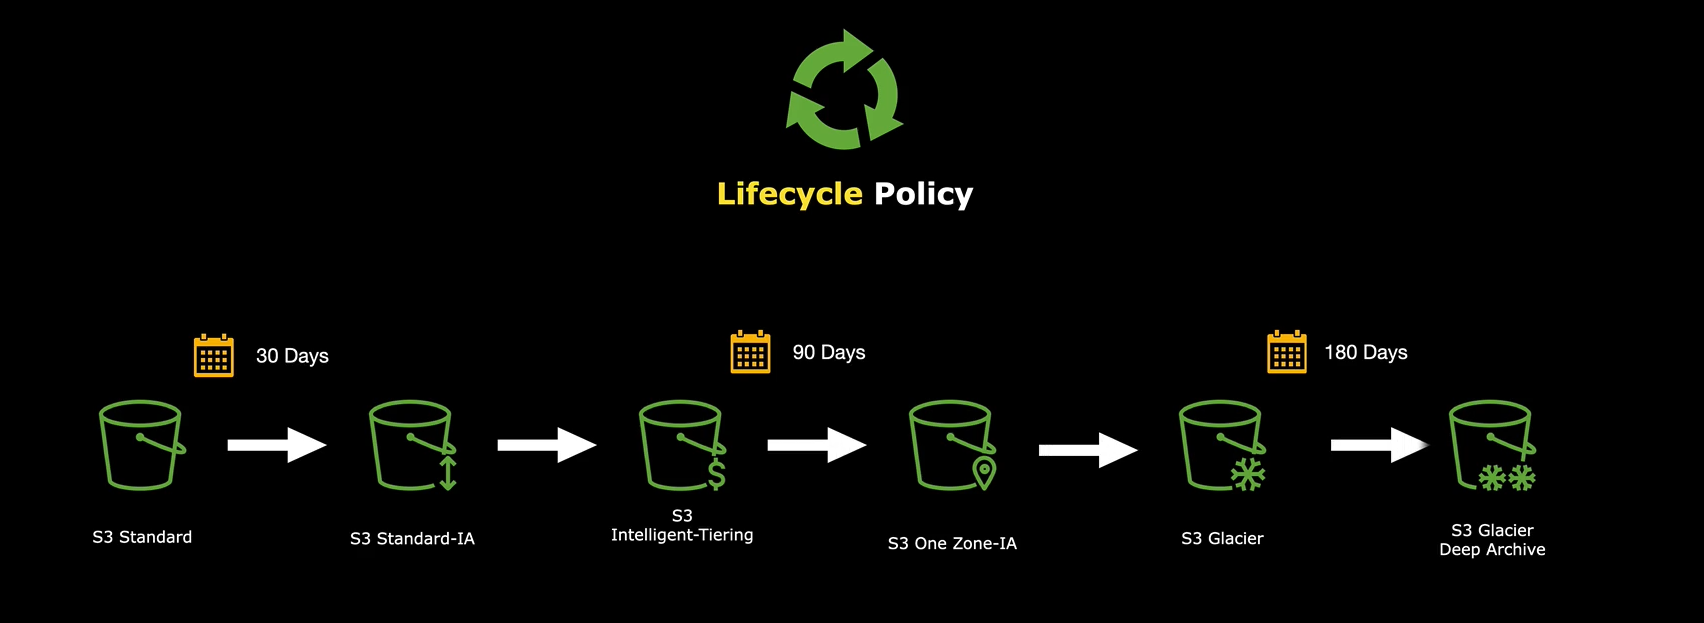 Lifecycle Policy
30 Days
90 Days
180 Days
S3 Standard
S3 Standard-IA
S3
Intelligent-Tiering
S3 One Zone-IA
S3 Glacier
S3 Glacier
Deep Archive